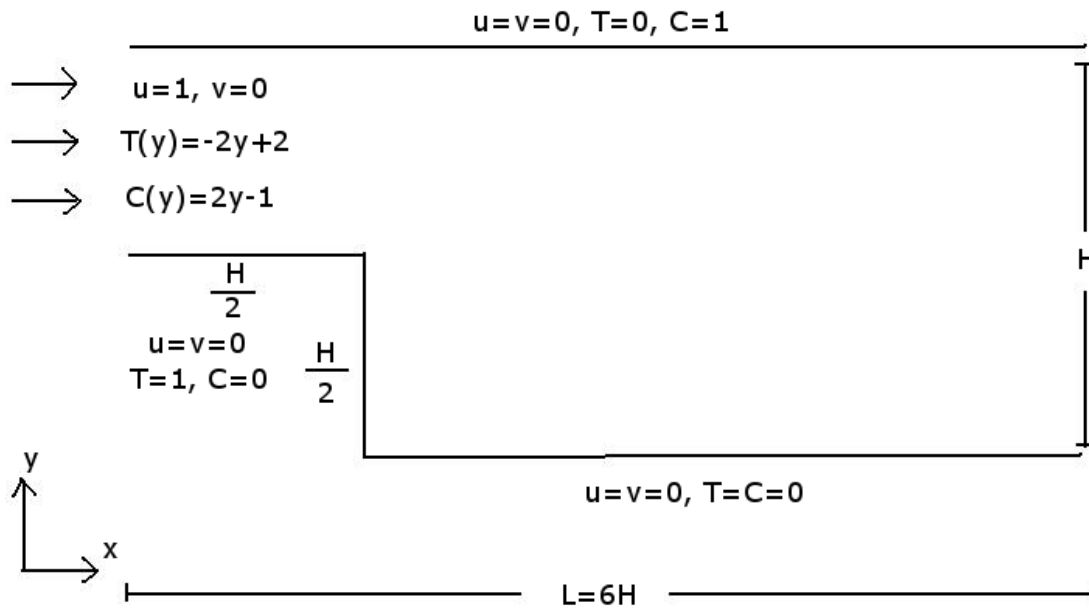 u=v=0, T=0, C=1
u=1, v=0
T(y)=-2y+2
C(y)=2y-1
H
H
2
u=v=0
T=1, C=0
H
2
y
x
u=v=0, T=C=0
L=6H